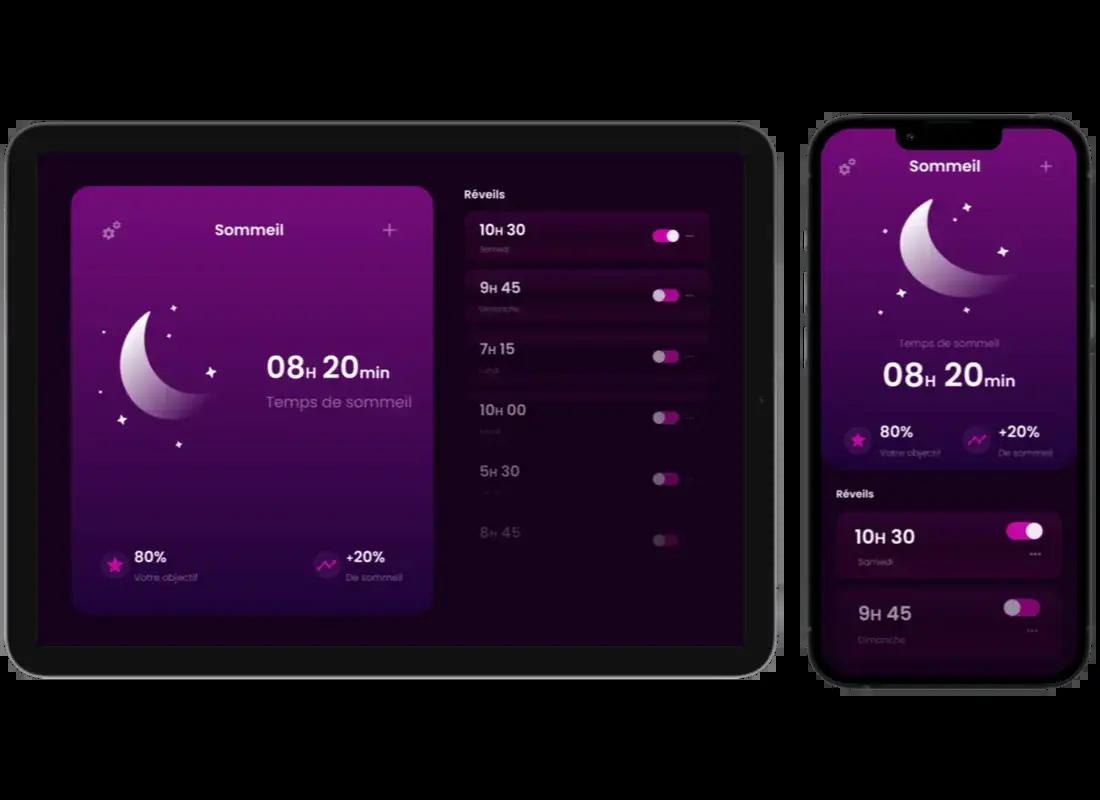 Sommeil
08H 20min
Temps de sommeil
80%
Votre objectif
+20%
De sommeil
Réveils
10H 30
Samedi
9H 45
Dimanche
7H 15
Lundi
10H 00
5H 30
8H 45
Sommeil
Temps de sommeil
08H 20min
80%
Votre objectif
+20%
De sommeil
Réveils
10H 30
Samedi
9H 45
Dimanche